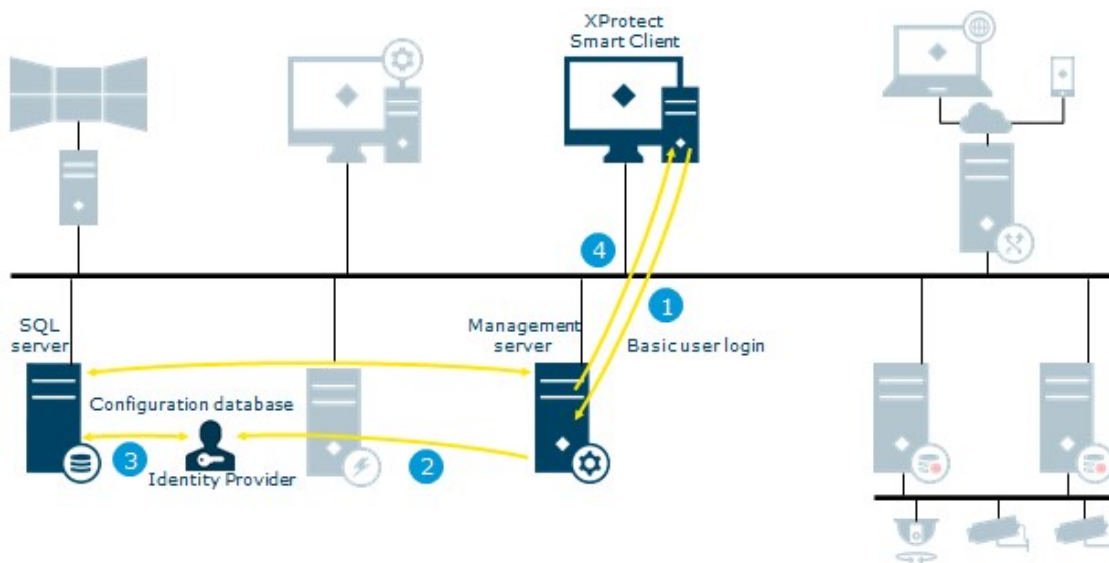 XProtect
Smart Client
4
1
SQL
server
Management
server
Basic user login
Configuration database
3
2
Identity Provider